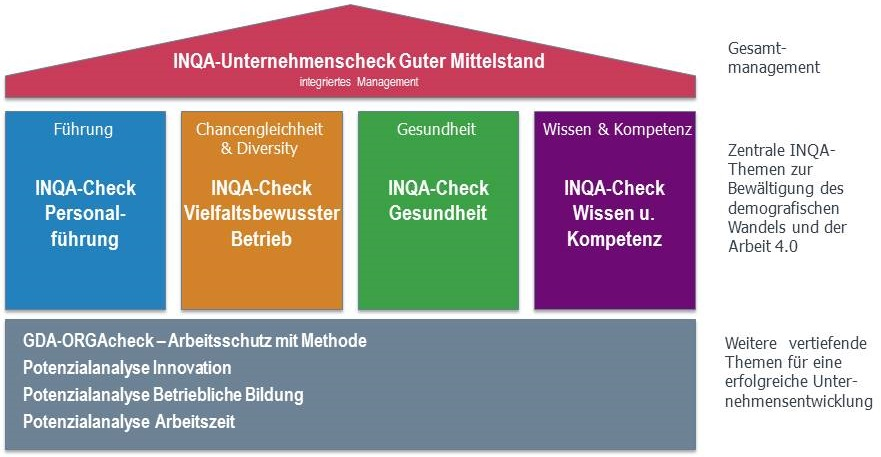 INQA-Unternehmenscheck Guter Mittelstand
integriertes Management
Gesamt-
management
Führung
INQA-Check
Personal-
führung
Chancengleichheit
& Diversity
INQA-Check
Vielfaltsbewusster
Betrieb
Gesundheit
INQA-Check
Gesundheit
Wissen & Kompetenz
INQA-Check
Wissen u.
Kompetenz
Zentrale INQA-
Themen zur
Bewältigung des
demografischen
Wandels und der
Arbeit 4.0
GDA-ORGAcheck – Arbeitsschutz mit Methode
Potenzialanalyse Innovation
Potenzialanalyse Betriebliche Bildung
Potenzialanalyse Arbeitszeit
Weitere vertiefende
Themen für eine
erfolgreiche Unter-
nehmensentwicklung